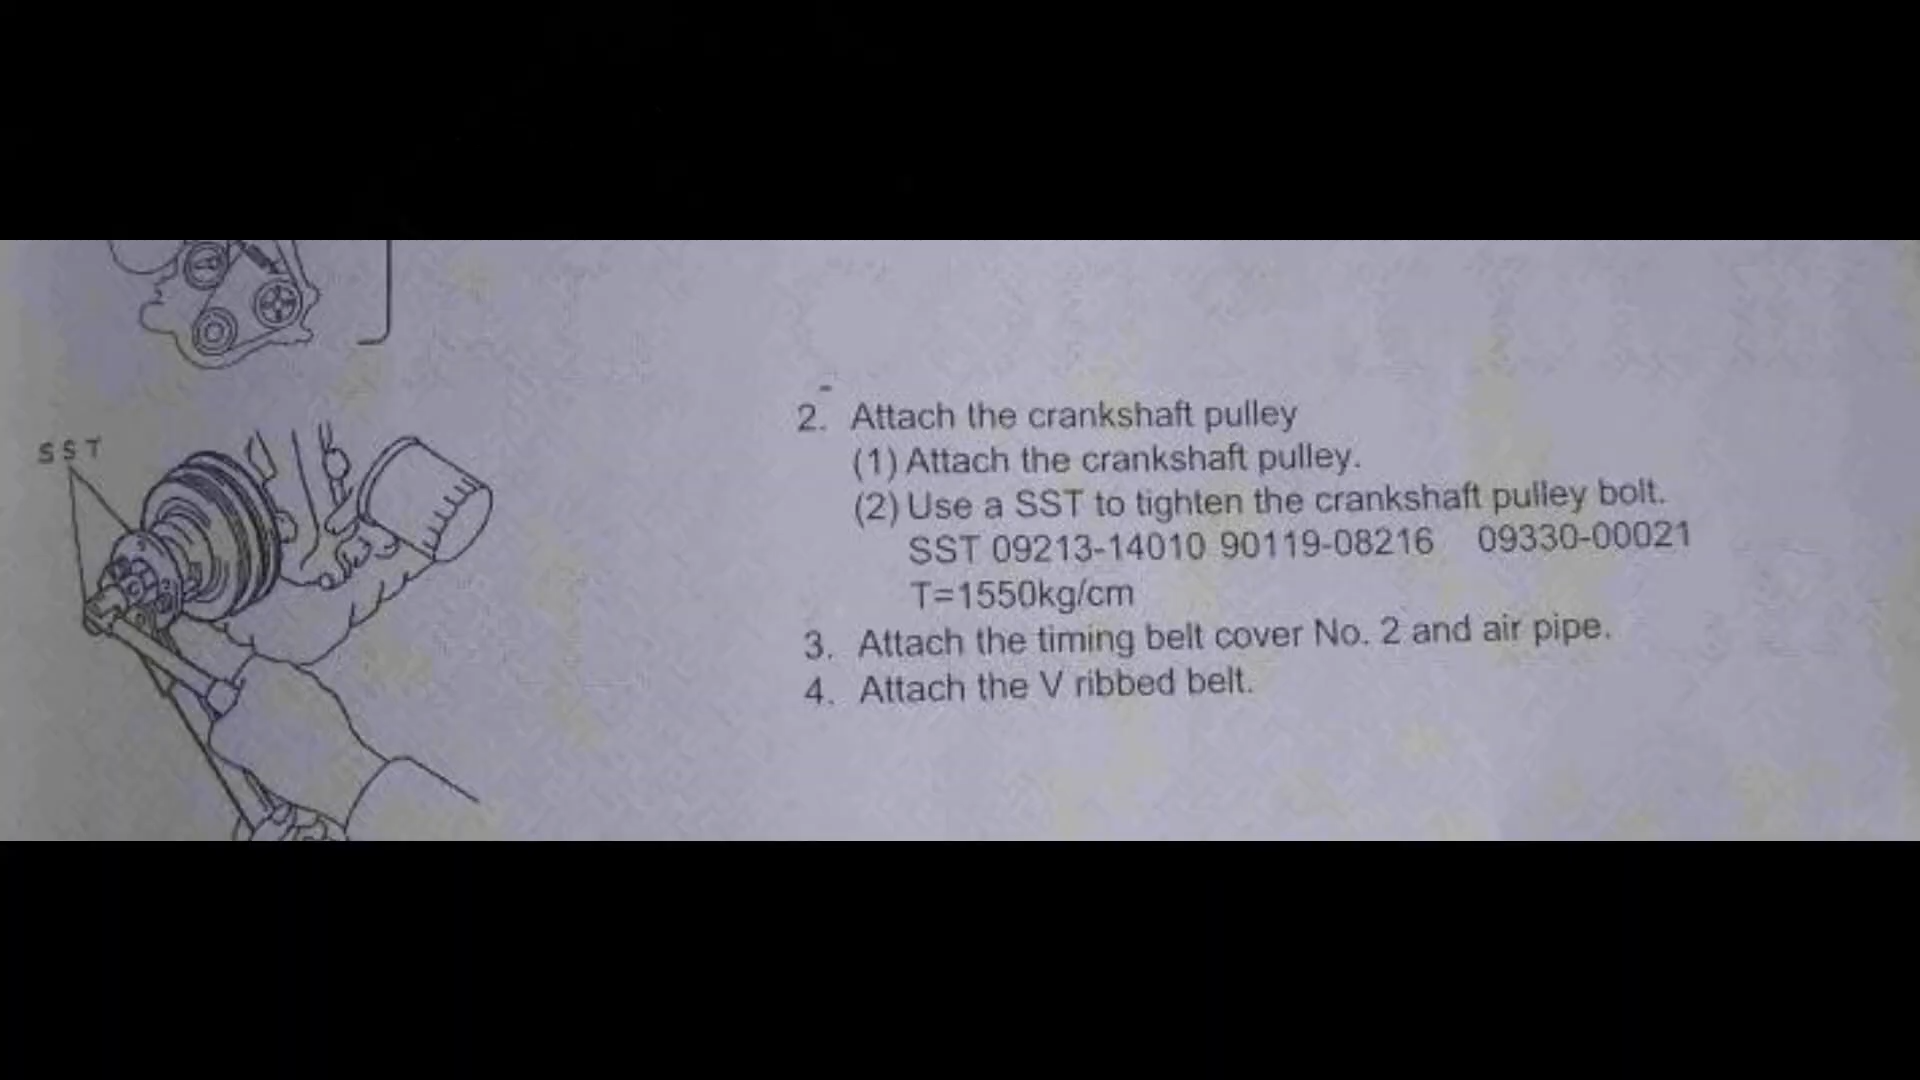 SST
2. Attach the crankshaft pulley
(1) Attach the crankshaft pulley.
(2) Use a SST to tighten the crankshaft pulley bolt.
SST 09213-14010 90119-08216 09330-00021
T=1550kg/cm
3. Attach the timing belt cover No. 2 and air pipe.
4. Attach the V ribbed belt.